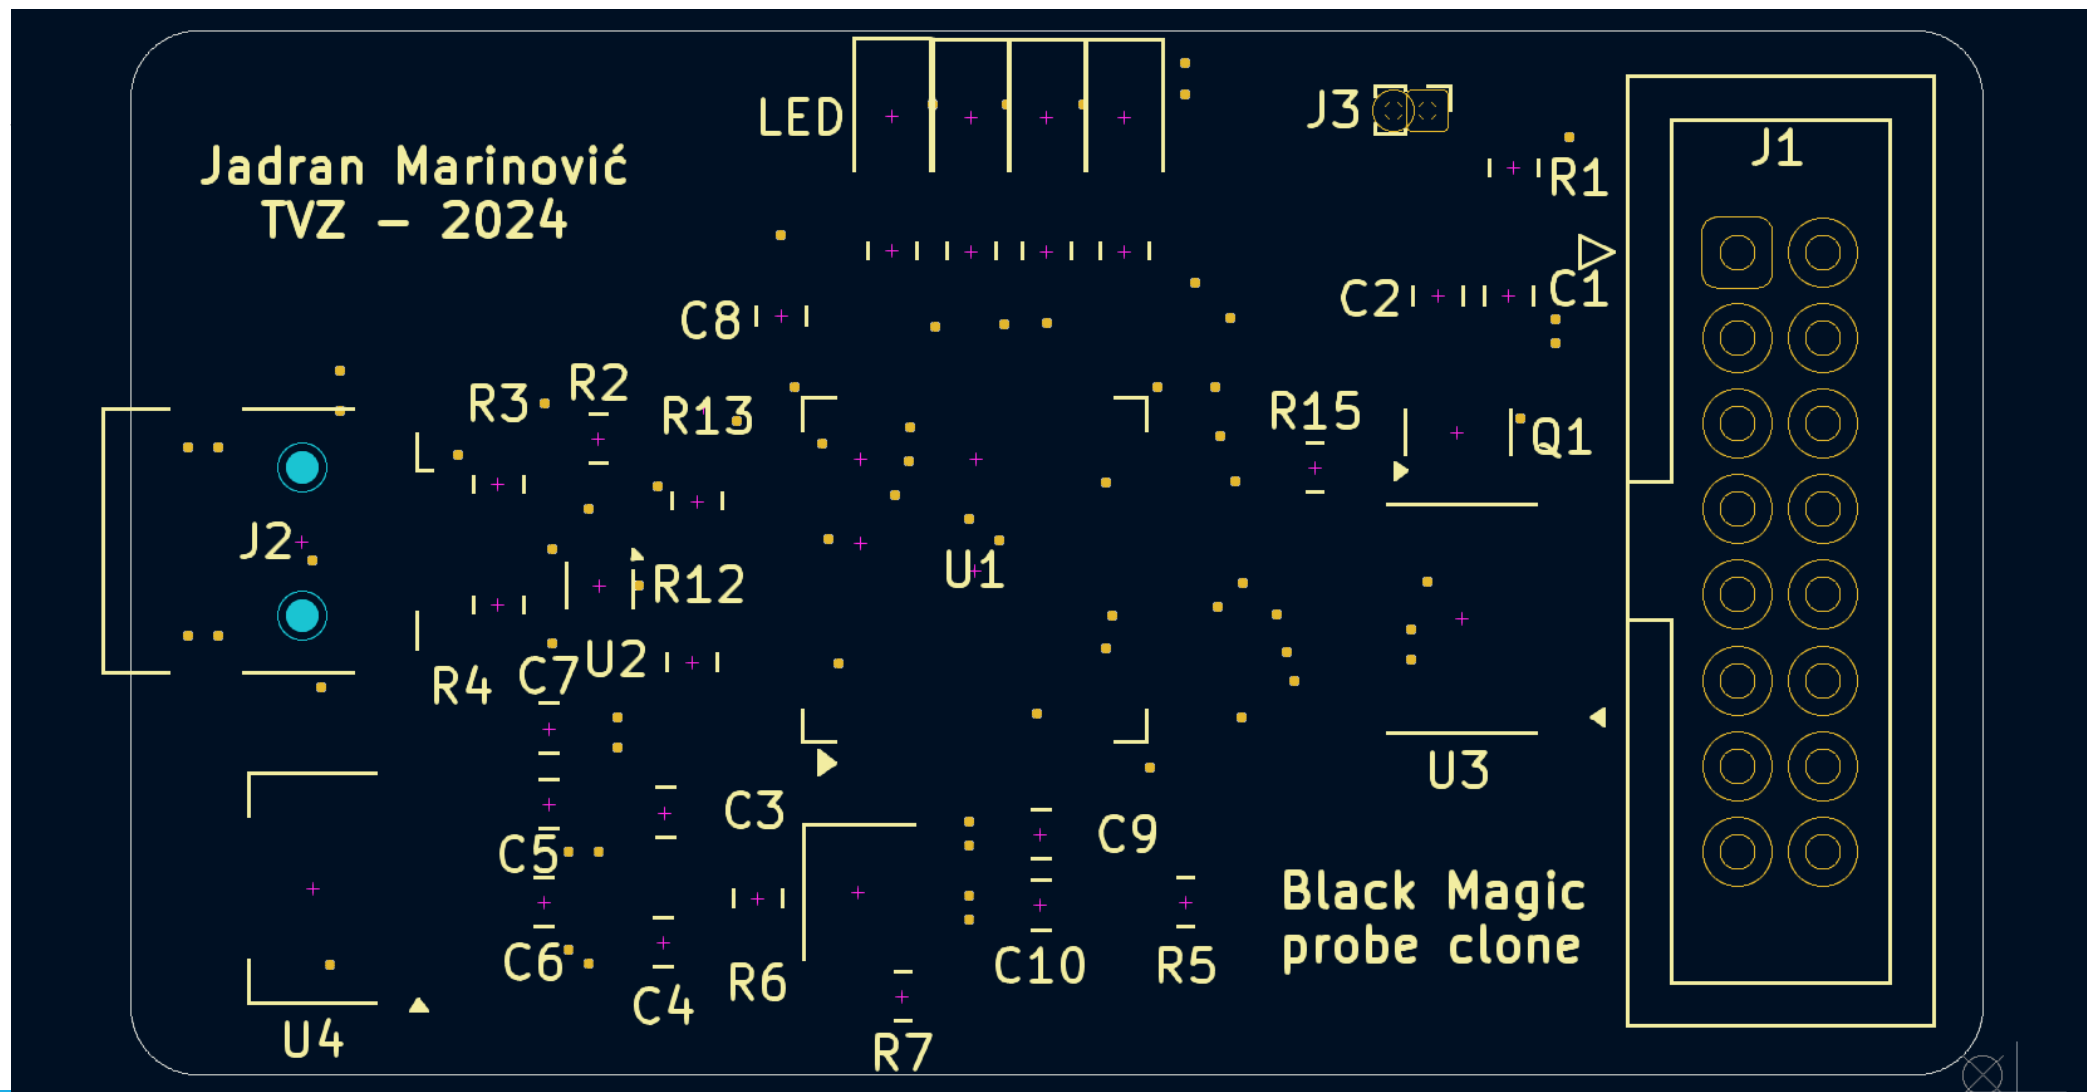 LED
J3
J1
Jadran Marinović
TVZ - 2024
R1
C2
C1
C8
R3
R2
R13
R15
Q1
J2
U1
R12
U2
R4
C7
U3
C3
C9
C5
Black Magic
probe clone
C6
C4
R6
C10
R5
U4
R7